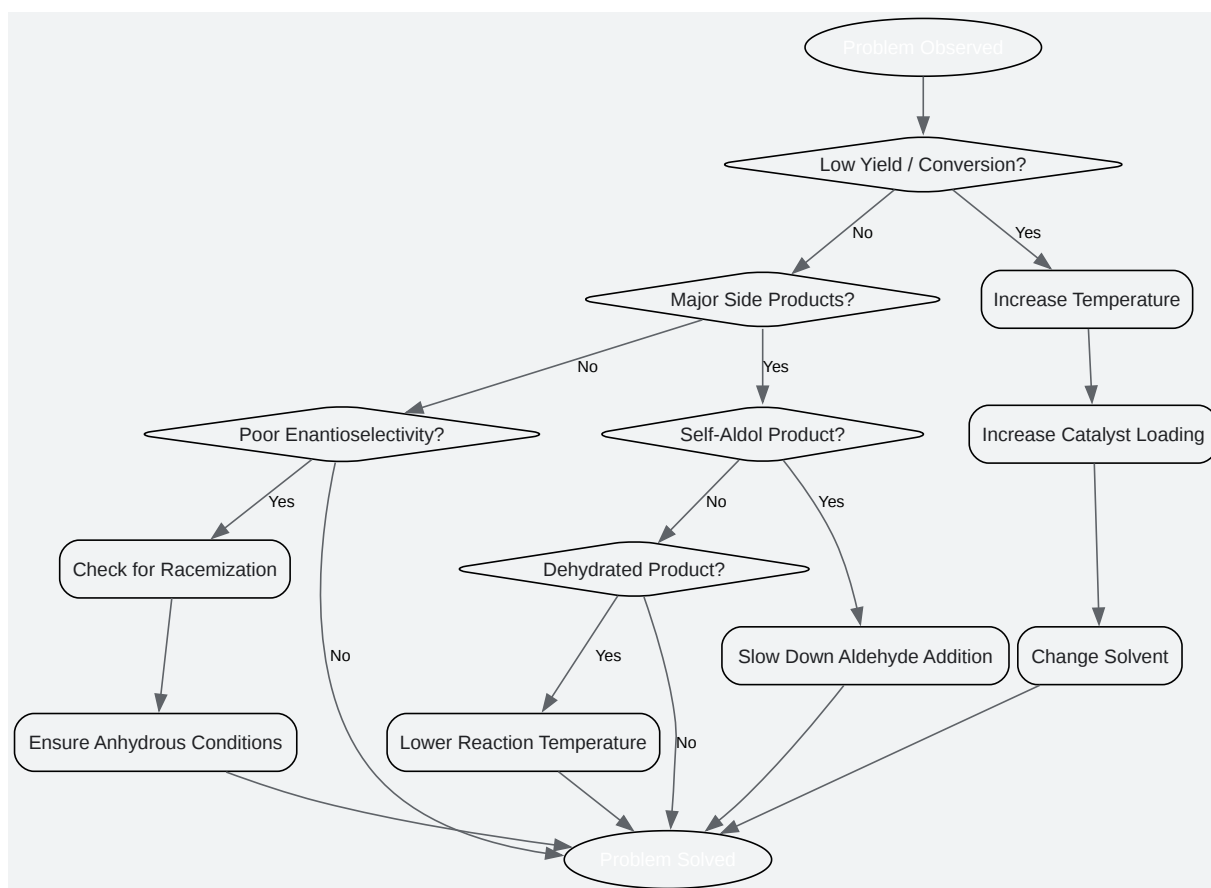 Problem Observed
Low Yield / Conversion?
No
Yes
Major Side Products?
Increase Temperature
No
Yes
Poor Enantioselectivity?
Self-Aldol Product?
Increase Catalyst Loading
Yes
No
Yes
Check for Racemization
Dehydrated Product?
No
Yes
Slow Down Aldehyde Addition
Change Solvent
Ensure Anhydrous Conditions
Lower Reaction Temperature
No
Problem Solved